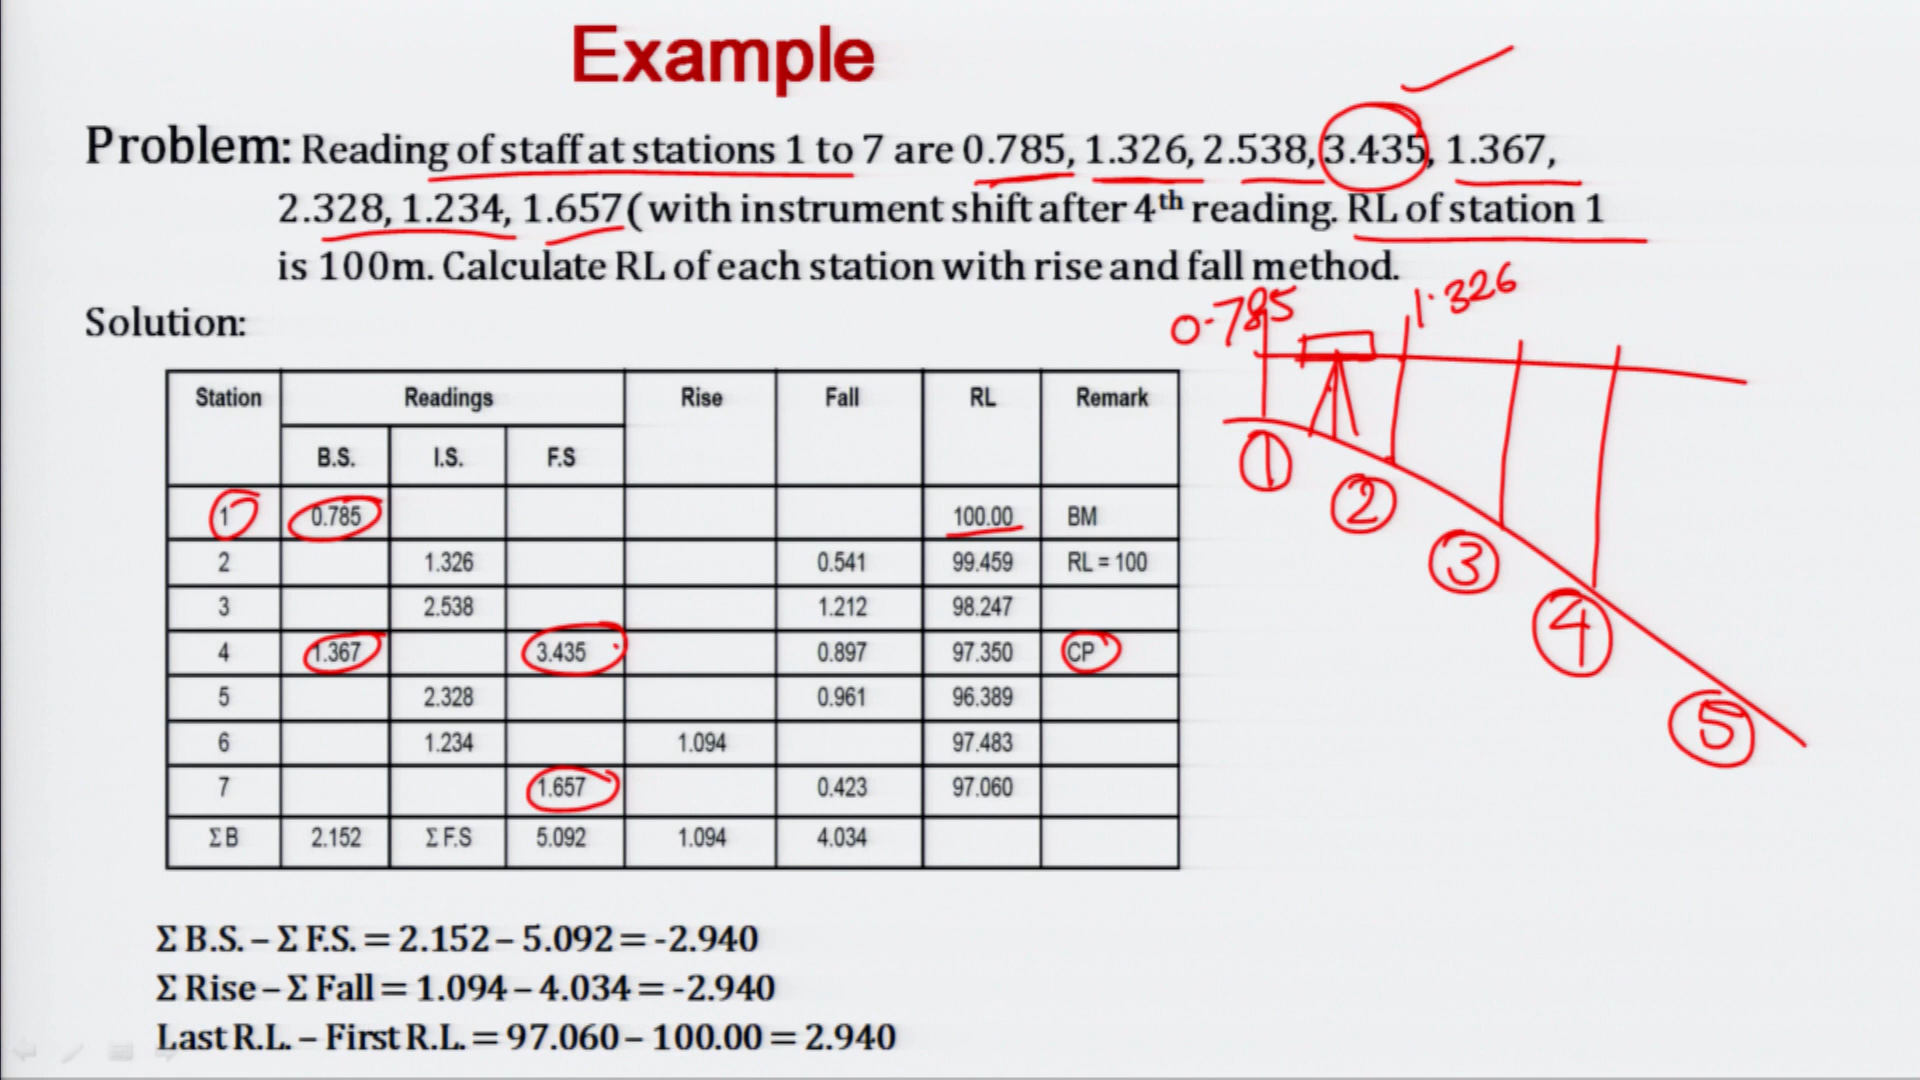 Example
Problem: Reading of staff at stations 1 to 7 are 0.785, 1.326, 2.538, 3.435, 1.367,
2.328, 1.234, 1.657( with instrument shift after 4th reading. RL of station 1
is 100m. Calculate RL of each station with rise and fall method.
Solution:
0.785 1.326
1 2 3 4 5
Station Readings Rise Fall RL Remark
B.S. I.S. F.S
1 0.785 100.00 BM
2 1.326 0.541 99.459 RL = 100
3 2.538 1.212 98.247
4 1.367 3.435 0.897 97.350 CP
5 2.328 0.961 96.389
6 1.234 1.094 97.483
7 1.657 0.423 97.060
Σ B 2.152 Σ F.S 5.092 1.094 4.034
Σ B.S. – Σ F.S. = 2.152 – 5.092 = -2.940
Σ Rise – Σ Fall = 1.094 – 4.034 = -2.940
Last R.L. – First R.L. = 97.060 – 100.00 = 2.940